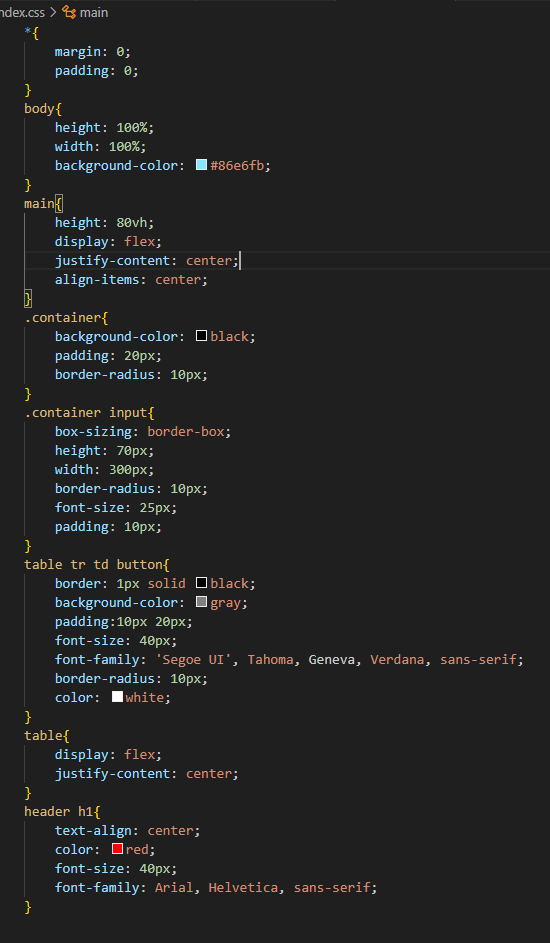 ndex.css > main
*{
    margin: 0;
    padding: 0;
}
body{
    height: 100%;
    width: 100%;
    background-color: #86e6fb;
}
main{
    height: 80vh;
    display: flex;
    justify-content: center;
    align-items: center;
}
.container{
    background-color: black;
    padding: 20px;
    border-radius: 10px;
}
.container input{
    box-sizing: border-box;
    height: 70px;
    width: 300px;
    border-radius: 10px;
    font-size: 25px;
    padding: 10px;
}
table tr td button{
    border: 1px solid black;
    background-color: gray;
    padding:10px 20px;
    font-size: 40px;
    font-family: 'Segoe UI', Tahoma, Geneva, Verdana, sans-serif;
    border-radius: 10px;
    color: white;
}
table{
    display: flex;
    justify-content: center;
}
header h1{
    text-align: center;
    color: red;
    font-size: 40px;
    font-family: Arial, Helvetica, sans-serif;
}